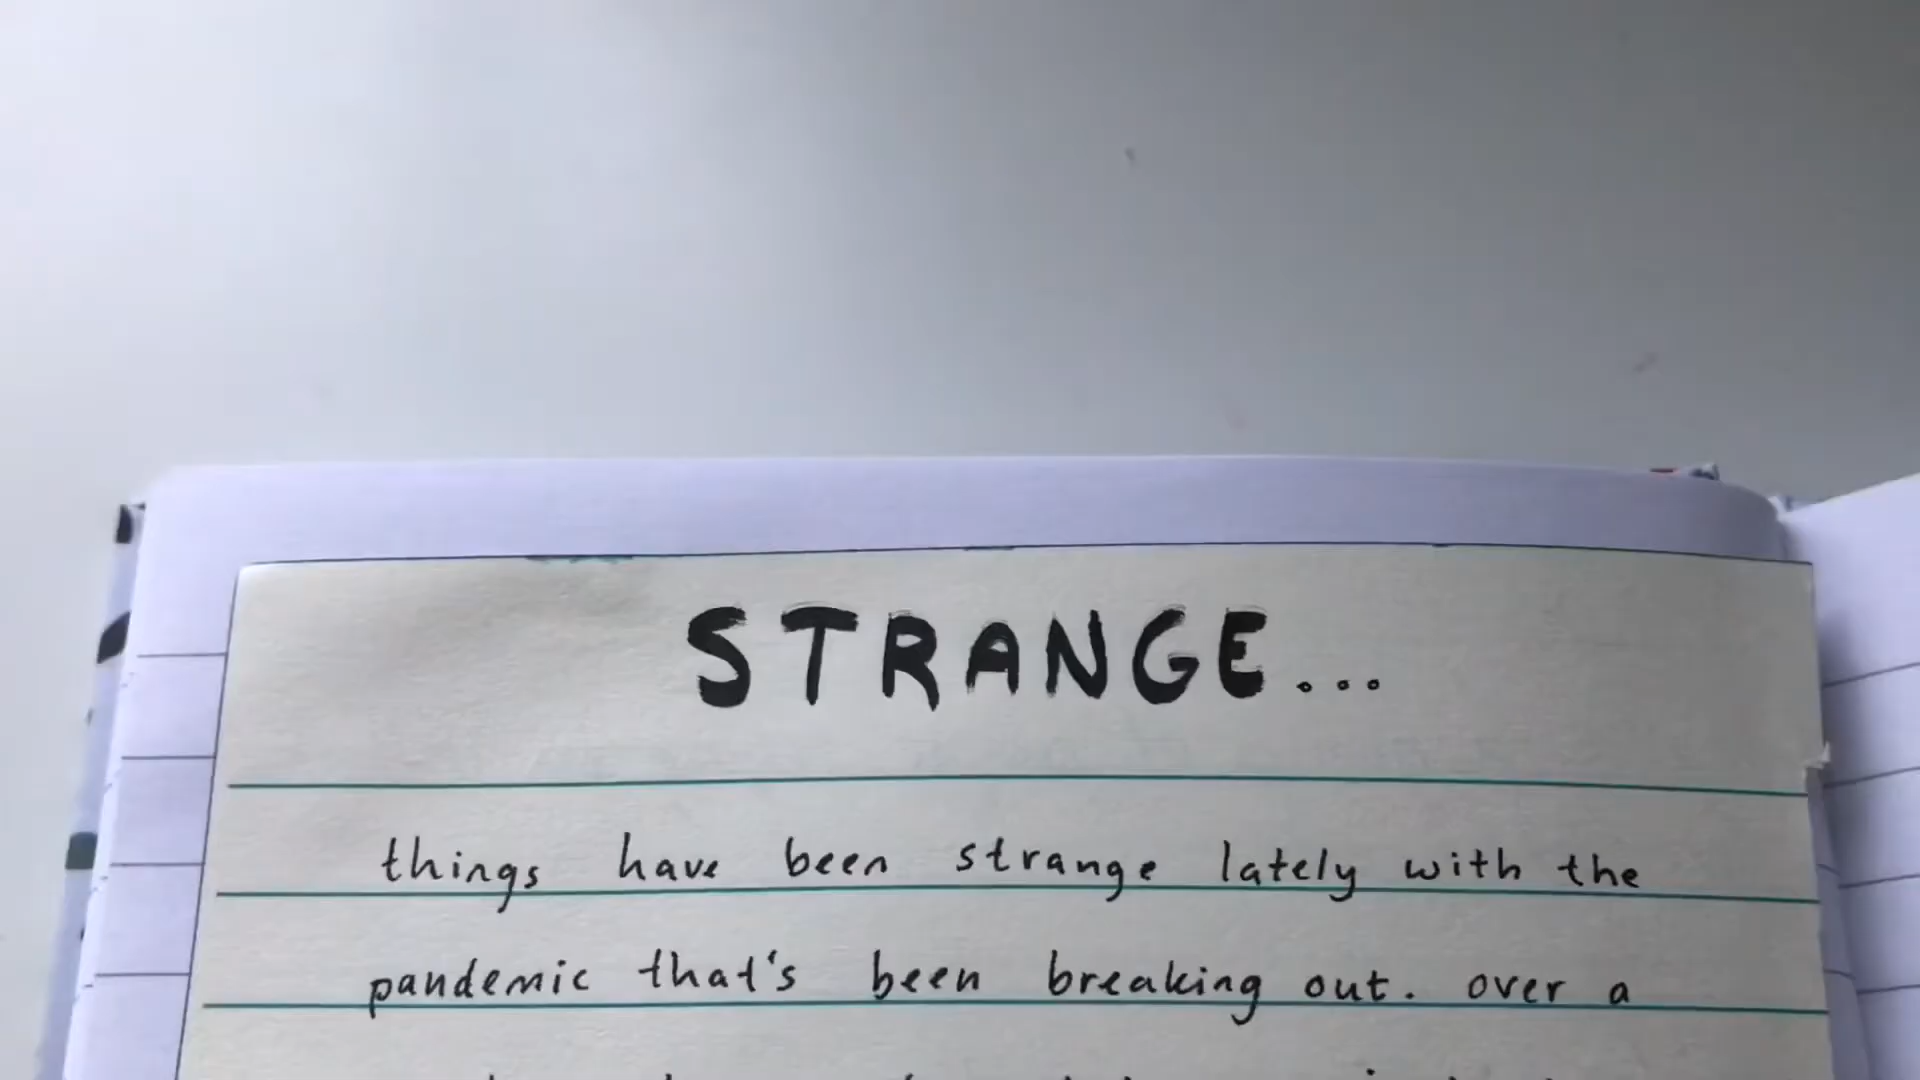 STRANGE...
things have been strange lately with the
pandemic that's been breaking out. over a